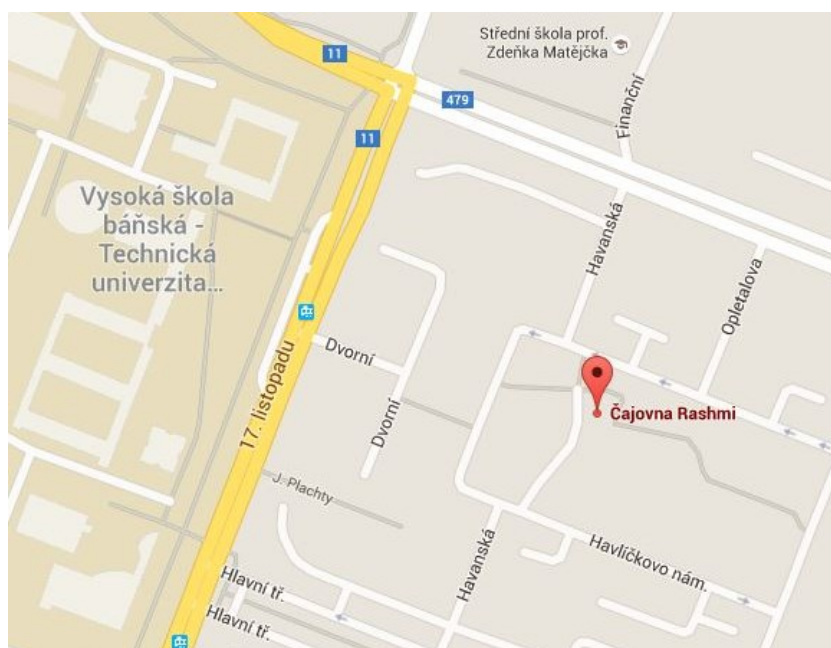 Střední škola prof.
Zdeňka Matějčka
11
479
11
Finanční
Vysoká škola
báňská -
Technická
univerzita...
Havanská
Opletalova
Dvorní
17. listopadu
Dvorní
Čajovna Rashmi
J. Plachty
Havanská
Havlíčkovo nám.
Hlavní tř.
Hlavní tř.